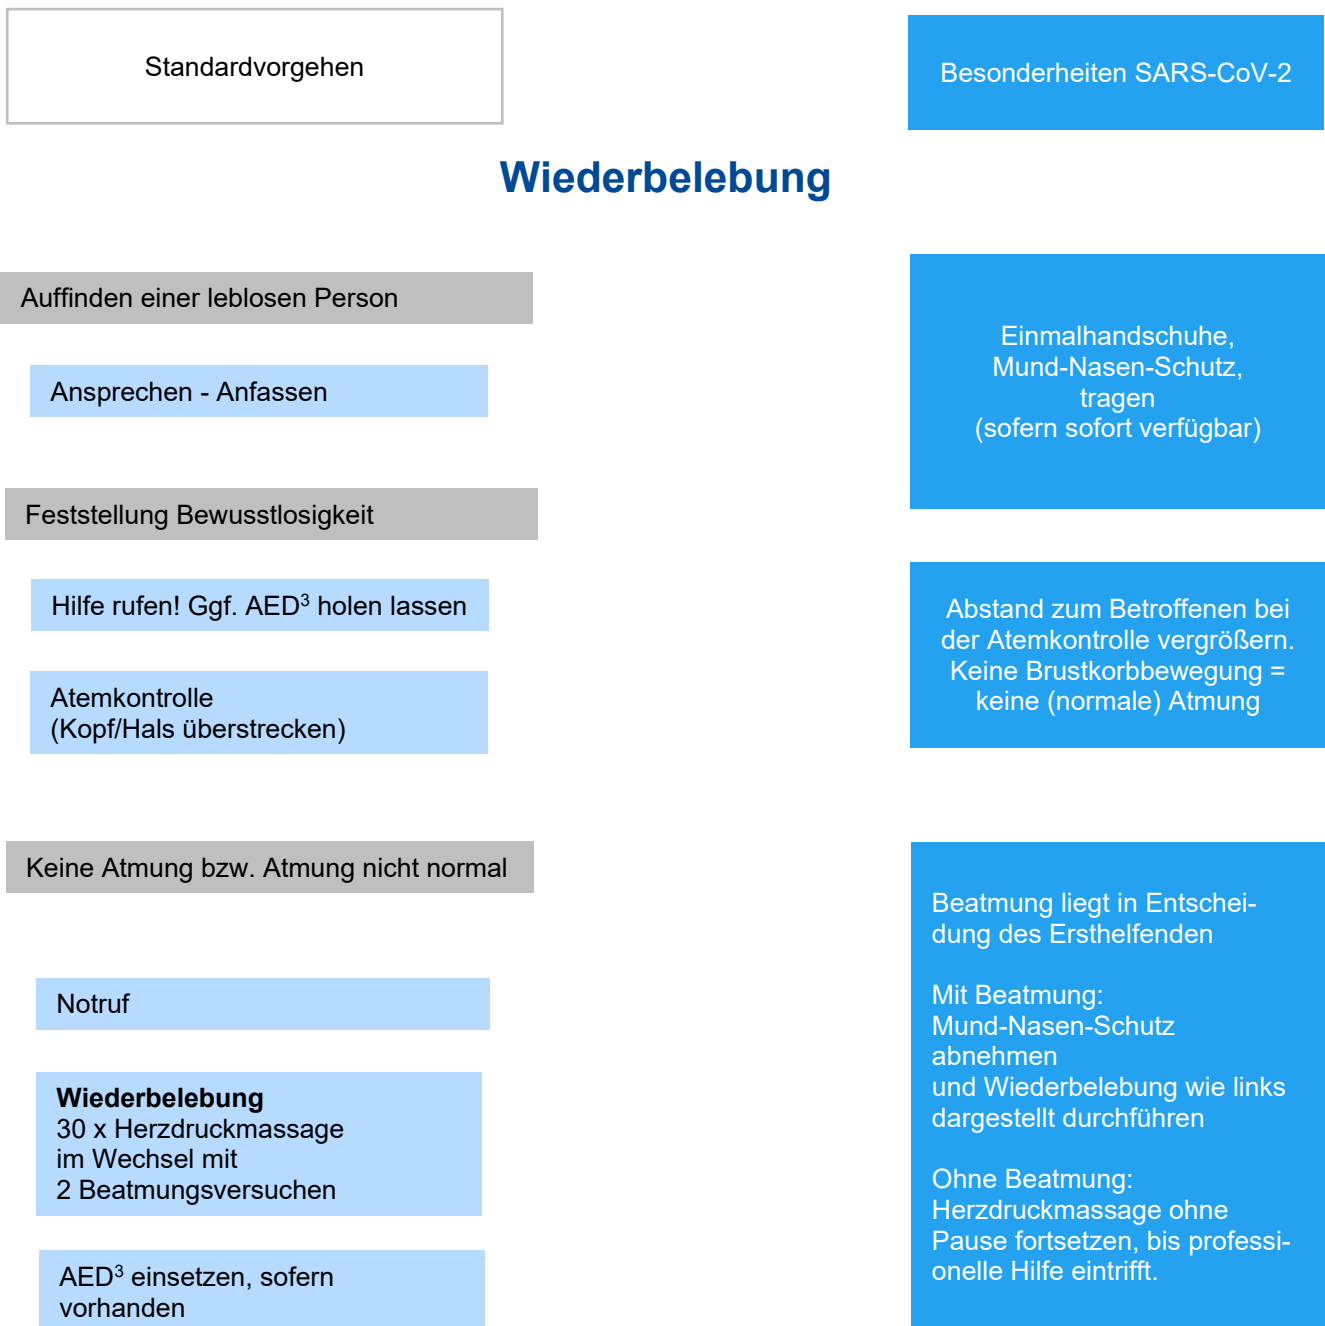 Standardvorgehen
Besonderheiten SARS-CoV-2
Wiederbelebung
Auffinden einer leblosen Person
Ansprechen - Anfassen
Einmalhandschuhe,
Mund-Nasen-Schutz,
tragen
(sofern sofort verfügbar)
Feststellung Bewusstlosigkeit
Hilfe rufen! Ggf. AED³ holen lassen
Atemkontrolle
(Kopf/Hals überstrecken)
Abstand zum Betroffenen bei
der Atemkontrolle vergrößern.
Keine Brustkorbbewegung =
keine (normale) Atmung
Keine Atmung bzw. Atmung nicht normal
Notruf
Wiederbelebung
30 x Herzdruckmassage
im Wechsel mit
2 Beatmungsversuchen
AED³ einsetzen, sofern
vorhanden
Beatmung liegt in Entschei-
dung des Ersthelfenden
Mit Beatmung:
Mund-Nasen-Schutz
abnehmen
und Wiederbelebung wie links
dargestellt durchführen
Ohne Beatmung:
Herzdruckmassage ohne
Pause fortsetzen, bis professi-
onelle Hilfe eintrifft.